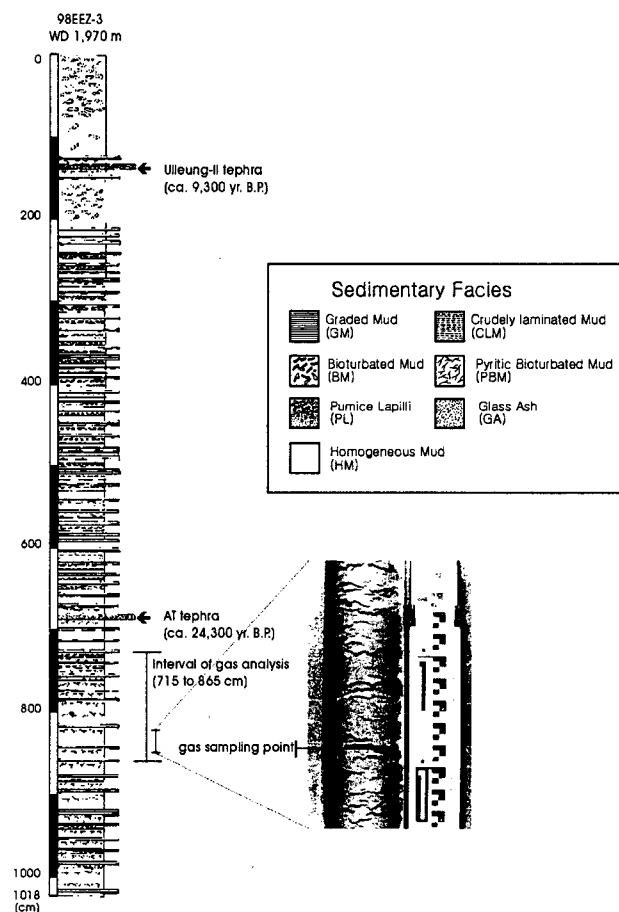 98EEZ-3
WD 1,970 m
0
Ulleung-II tephra
(ca. 9,300 yr. B.P.)
200
Sedimentary Facies
Graded Mud
(GM)
Crudely laminated Mud
(CLM)
Bioturbated Mud
(BM)
Pyritic Bioturbated Mud
(PBM)
Pumice Lapilli
(PL)
Glass Ash
(GA)
Homogeneous Mud
(HM)
400
600
AT tephra
(ca. 24,300 yr. B.P.)
Interval of gas analysis
(715 to 865 cm)
800
gas sampling point
1000
1018
(cm)